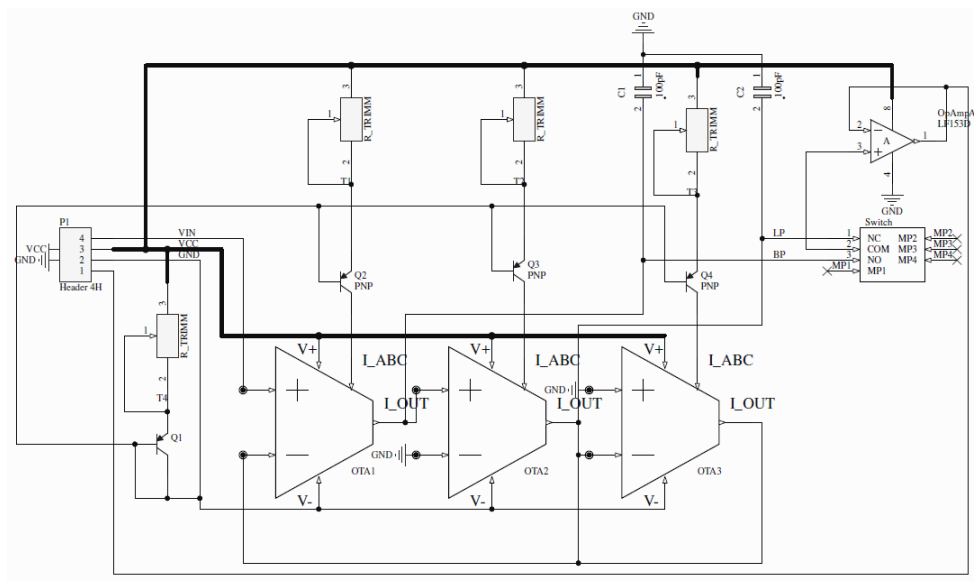 GND
3
1
R_TRIMM
2
T1
3
1
R_TRIMM
2
T2
3
1
R_TRIMM
2
T3
1
C1
100pF
2
1
C2
100pF
2
OpAmpA
LF153D
8
2
3
A
1
4
GND
Switch
LP
1
NC
MP2
MP2
2
COM
MP3
MP3
BP
3
NO
MP4
MP4
MP1
MP1
P1
4
VIN
VCC
3
VCC
GND
2
GND
1
Header 4H
Q2
PNP
Q3
PNP
Q4
PNP
3
1
R_TRIMM
2
T4
Q1
V+
I_ABC
I_OUT
OTA1
V-
V+
I_ABC
I_OUT
GND
OTA2
V-
V+
I_ABC
GND
I_OUT
OTA3
V-